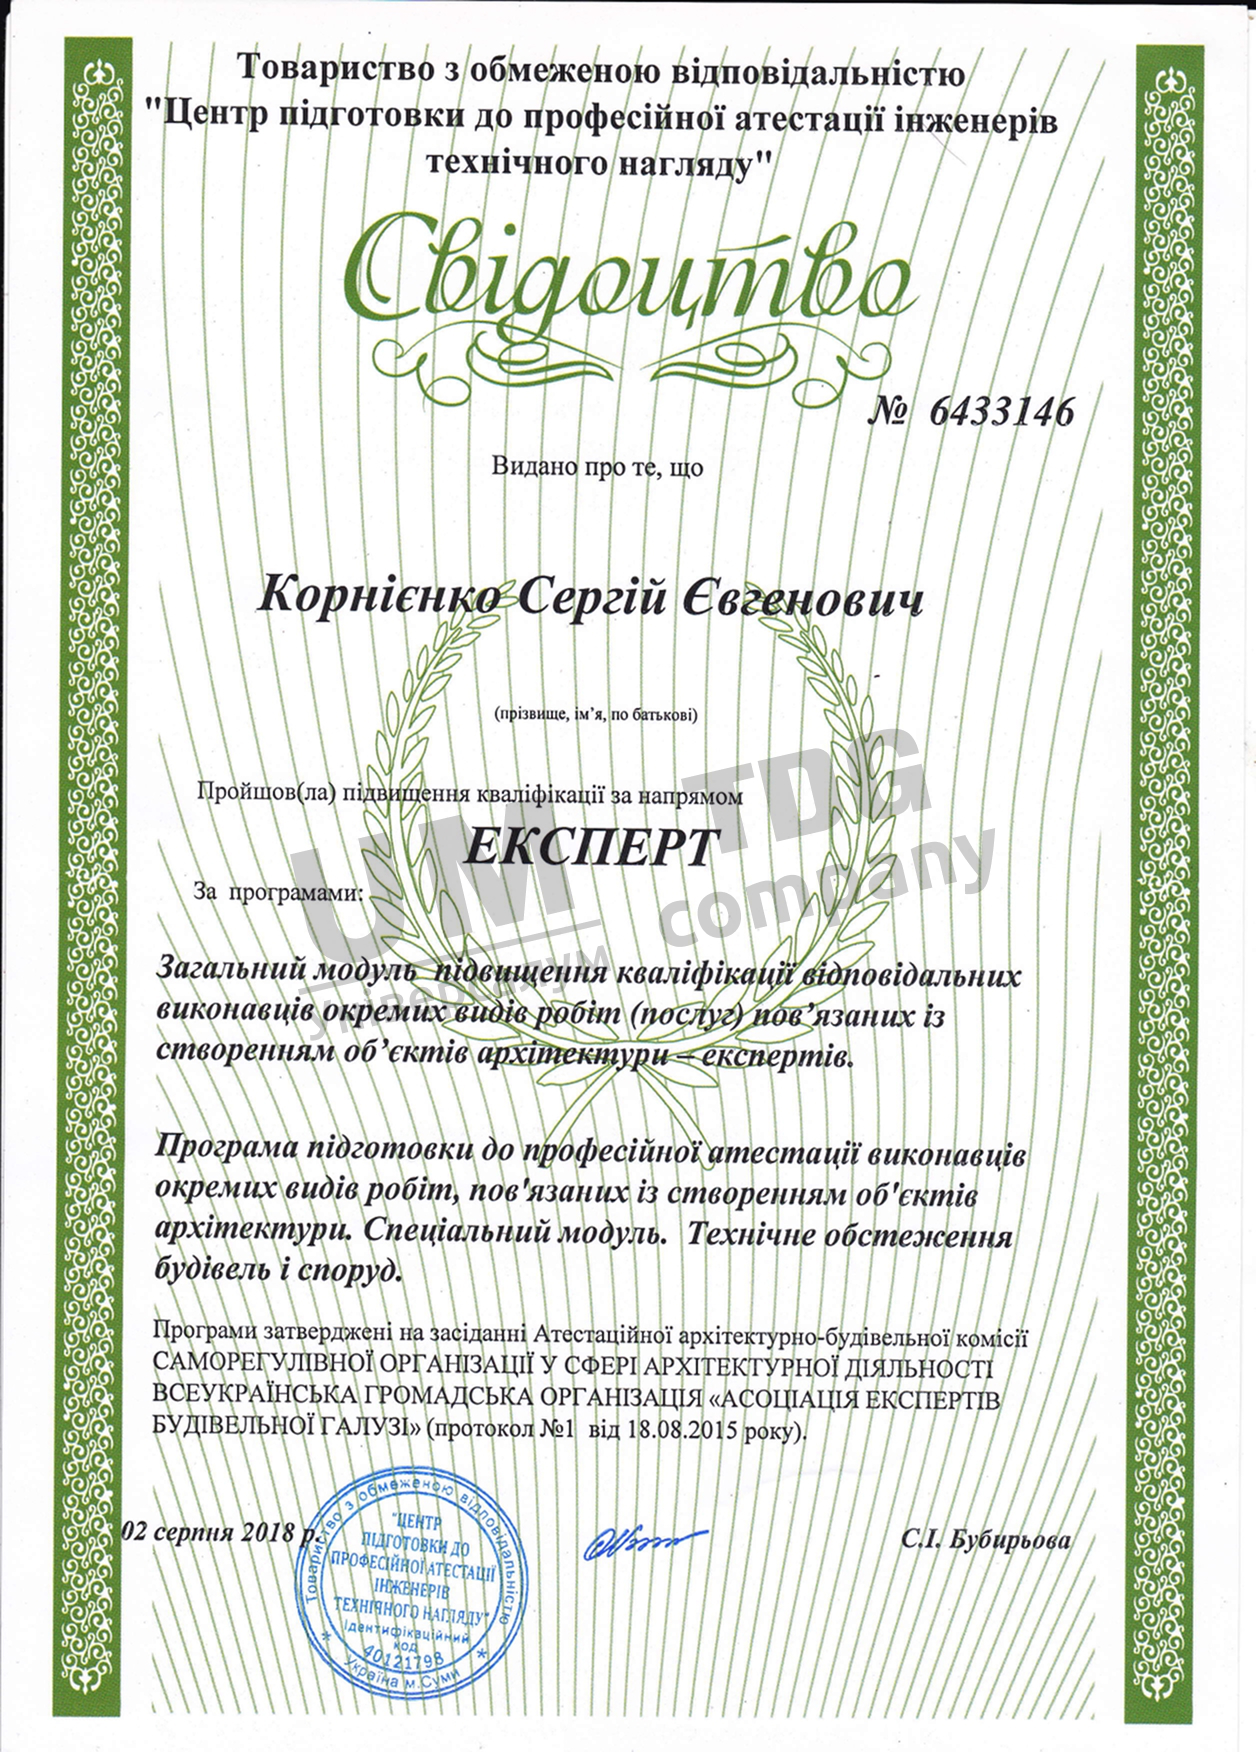 Товариство з обмеженою відповідальністю
"Центр підготовки до професійної атестації інженерів
технічного нагляду"
Свідоцтво
№ 6433146
Видано про те, що
Корнієнко Сергій Євгенович
(прізвище, ім’я, по батькові)
Пройшов(ла) підвищення кваліфікації за напрямом
ЕКСПЕРТ
За програмами:
UM TDG
Універсалум company
Загальний модуль підвищення кваліфікації відповідальних
виконавців окремих видів робіт (послуг) пов’язаних із
створенням об’єктів архітектури – експертів.
Програма підготовки до професійної атестації виконавців
окремих видів робіт, пов'язаних із створенням об'єктів
архітектури. Спеціальний модуль. Технічне обстеження
будівель і споруд.
Програми затверджені на засіданні Атестаційної архітектурно-будівельної комісії
САМОРЕГУЛІВНОЇ ОРГАНІЗАЦІЇ У СФЕРІ АРХІТЕКТУРНОЇ ДІЯЛЬНОСТІ
ВСЕУКРАЇНСЬКА ГРОМАДСЬКА ОРГАНІЗАЦІЯ «АСОЦІАЦІЯ ЕКСПЕРТІВ
БУДІВЕЛЬНОЇ ГАЛУЗІ» (протокол №1 від 18.08.2015 року).
02 серпня 2018 р.
С.І. Бубирьова
Товариство з обмеженою відповідальністю
"ЦЕНТР
ПІДГОТОВКИ ДО
ПРОФЕСІЙНОЇ АТЕСТАЦІЇ
ІНЖЕНЕРІВ
ТЕХНІЧНОГО НАГЛЯДУ"
Ідентифікаційний
код
40121798
* Україна м.Суми *